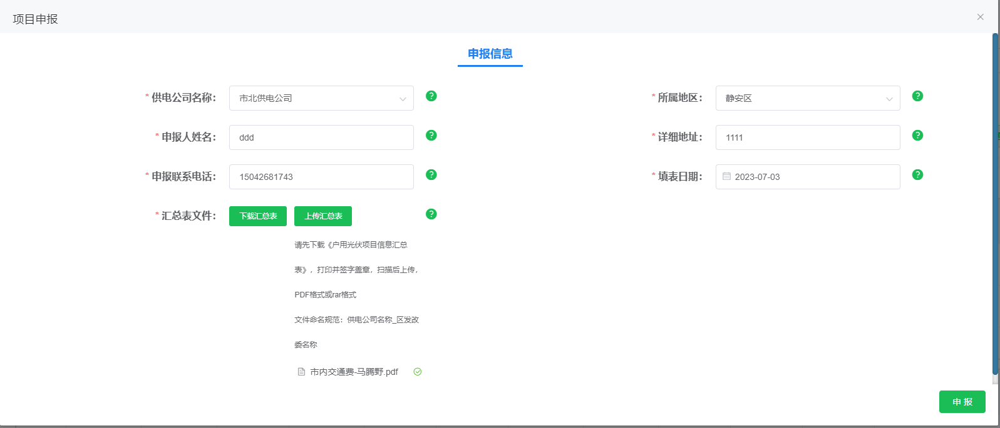 项目申报
申报信息
* 供电公司名称： 市北供电公司 ?
* 所属地区： 静安区 ?
* 申报人姓名： ddd ?
* 详细地址： 1111 ?
* 申报联系电话： 15042681743 ?
* 填表日期： 2023-07-03 ?
* 汇总表文件： 下载汇总表 上传汇总表 ?
请先下载《户用光伏项目信息汇总
表》，打印并签字盖章，扫描后上传，
PDF格式或rar格式
文件命名规范：供电公司名称_区发改
委名称
市内交通费-马腾野.pdf
申 报